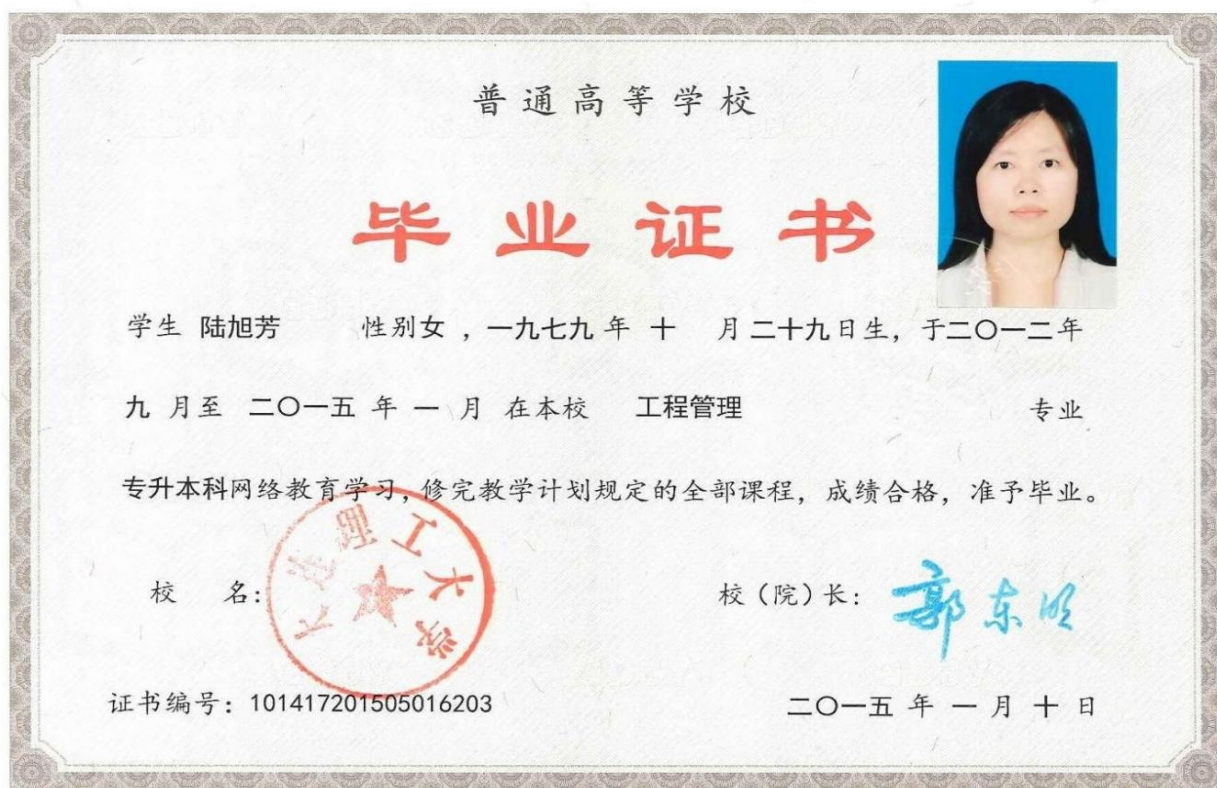 普通高等学校
毕业证书
学生 陆旭芳 性别女 ，一九七九 年 十 月 二十九日生，于二〇一二年
九 月至 二〇一五 年 一 月 在本校 工程管理 专业
专升本科网络教育学习，修完教学计划规定的全部课程，成绩合格，准予毕业。
校 名： 大连理工大学
校（院）长： 郭东明
证书编号：101417201505016203
二〇一五 年 一 月 十 日